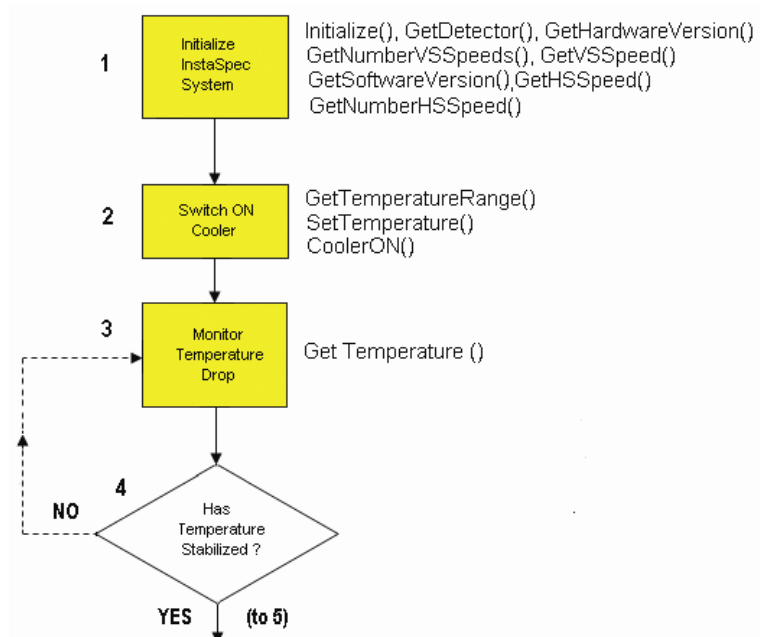 1
Initialize
InstaSpec
System
Initialize(), GetDetector(), GetHardwareVersion()
GetNumberVSSpeeds(), GetVSSpeed()
GetSoftwareVersion(),GetHSSpeed()
GetNumberHSSpeed()
2
Switch ON
Cooler
GetTemperatureRange()
SetTemperature()
CoolerON()
3
Monitor
Temperature
Drop
Get Temperature ()
4
Has
Temperature
Stabilized ?
NO
YES (to 5)